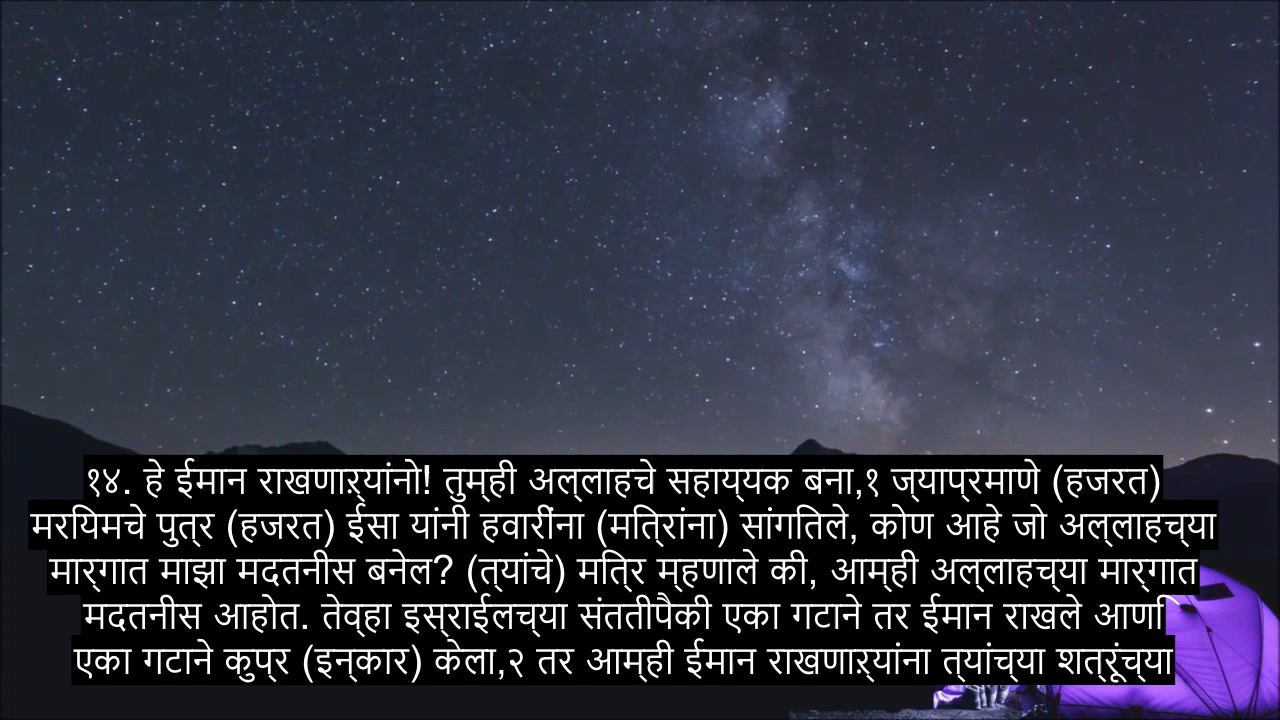 १४. हे ईमान राखणाऱ्यांनो! तुम्ही अल्लाहचे सहाय्यक बना,१ ज्याप्रमाणे (हजरत)
मरयिमचे पुत्र (हजरत) ईसा यांनी हवारींना (मित्रांना) सांगितले, कोण आहे जो अल्लाहच्या
मार्गात माझा मदतनीस बनेल? (त्यांचे) मित्र म्हणाले की, आम्ही अल्लाहच्या मार्गात
मदतनीस आहोत. तेव्हा इस्राईलच्या संततीपैकी एका गटाने तर ईमान राखले आणि
एका गटाने कुफ्र (इन्कार) केला,२ तर आम्ही ईमान राखणाऱ्यांना त्यांच्या शत्रूंच्या